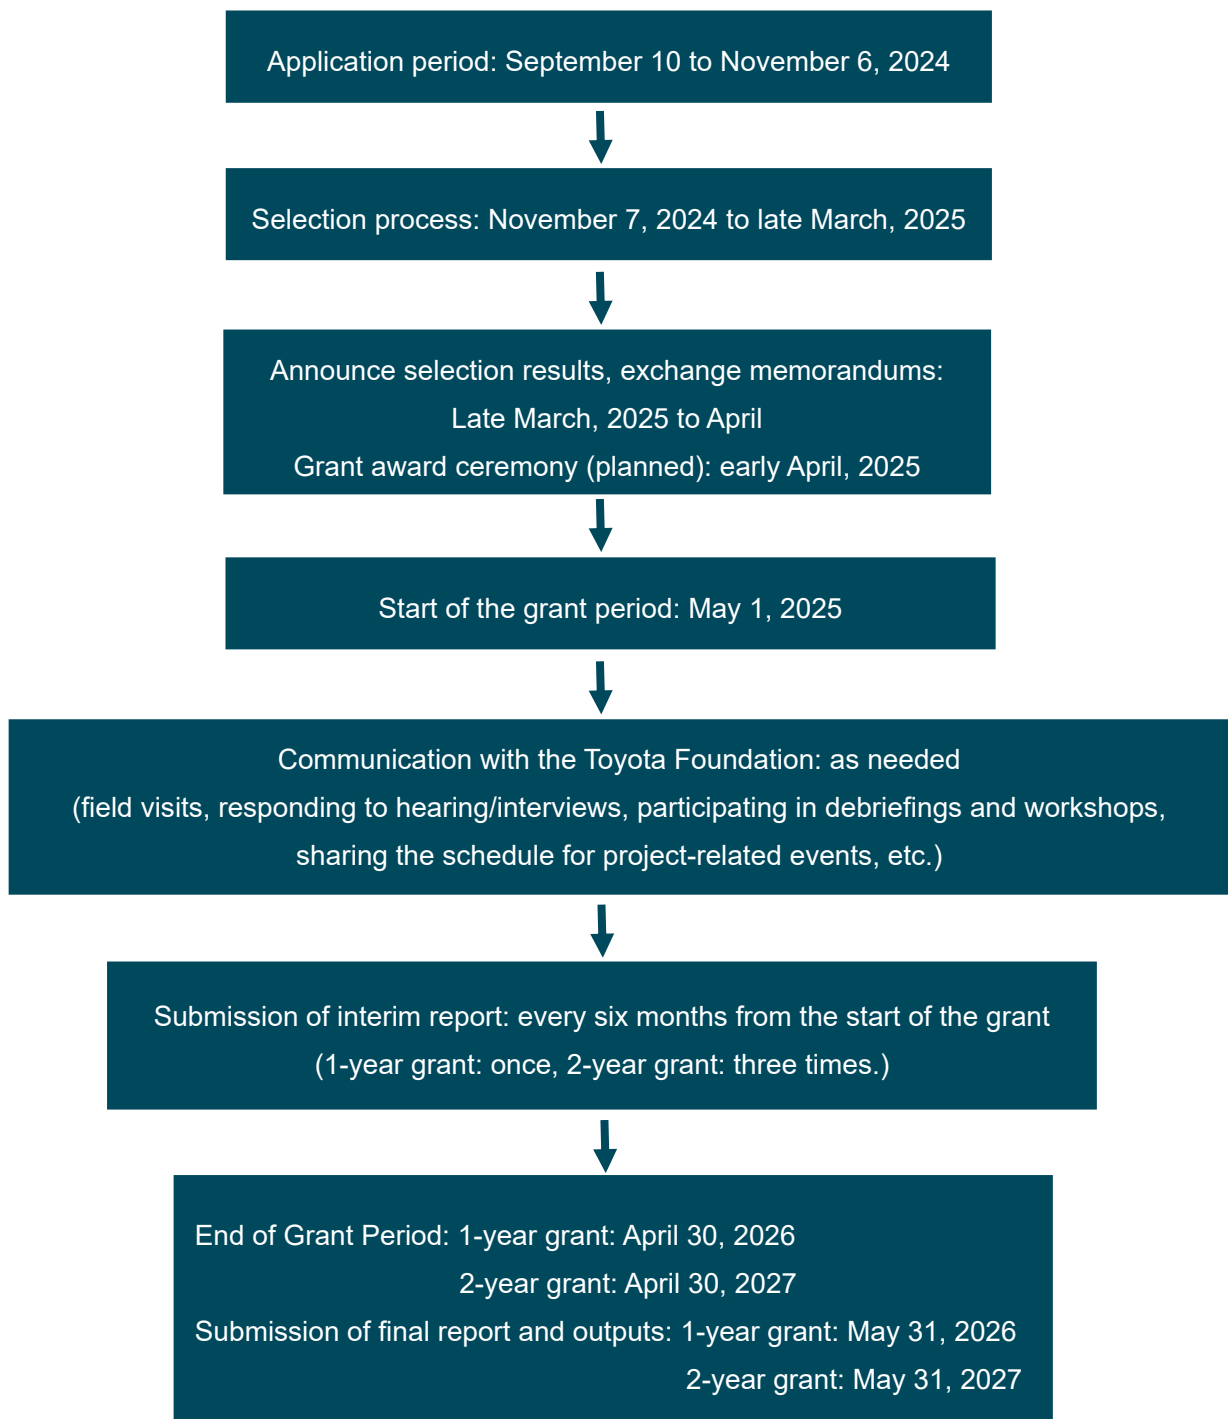 Application period: September 10 to November 6, 2024
Selection process: November 7, 2024 to late March, 2025
Announce selection results, exchange memorandums:
Late March, 2025 to April
Grant award ceremony (planned): early April, 2025
Start of the grant period: May 1, 2025
Communication with the Toyota Foundation: as needed
(field visits, responding to hearing/interviews, participating in debriefings and workshops,
sharing the schedule for project-related events, etc.)
Submission of interim report: every six months from the start of the grant
(1-year grant: once, 2-year grant: three times.)
End of Grant Period: 1-year grant: April 30, 2026
2-year grant: April 30, 2027
Submission of final report and outputs: 1-year grant: May 31, 2026
2-year grant: May 31, 2027